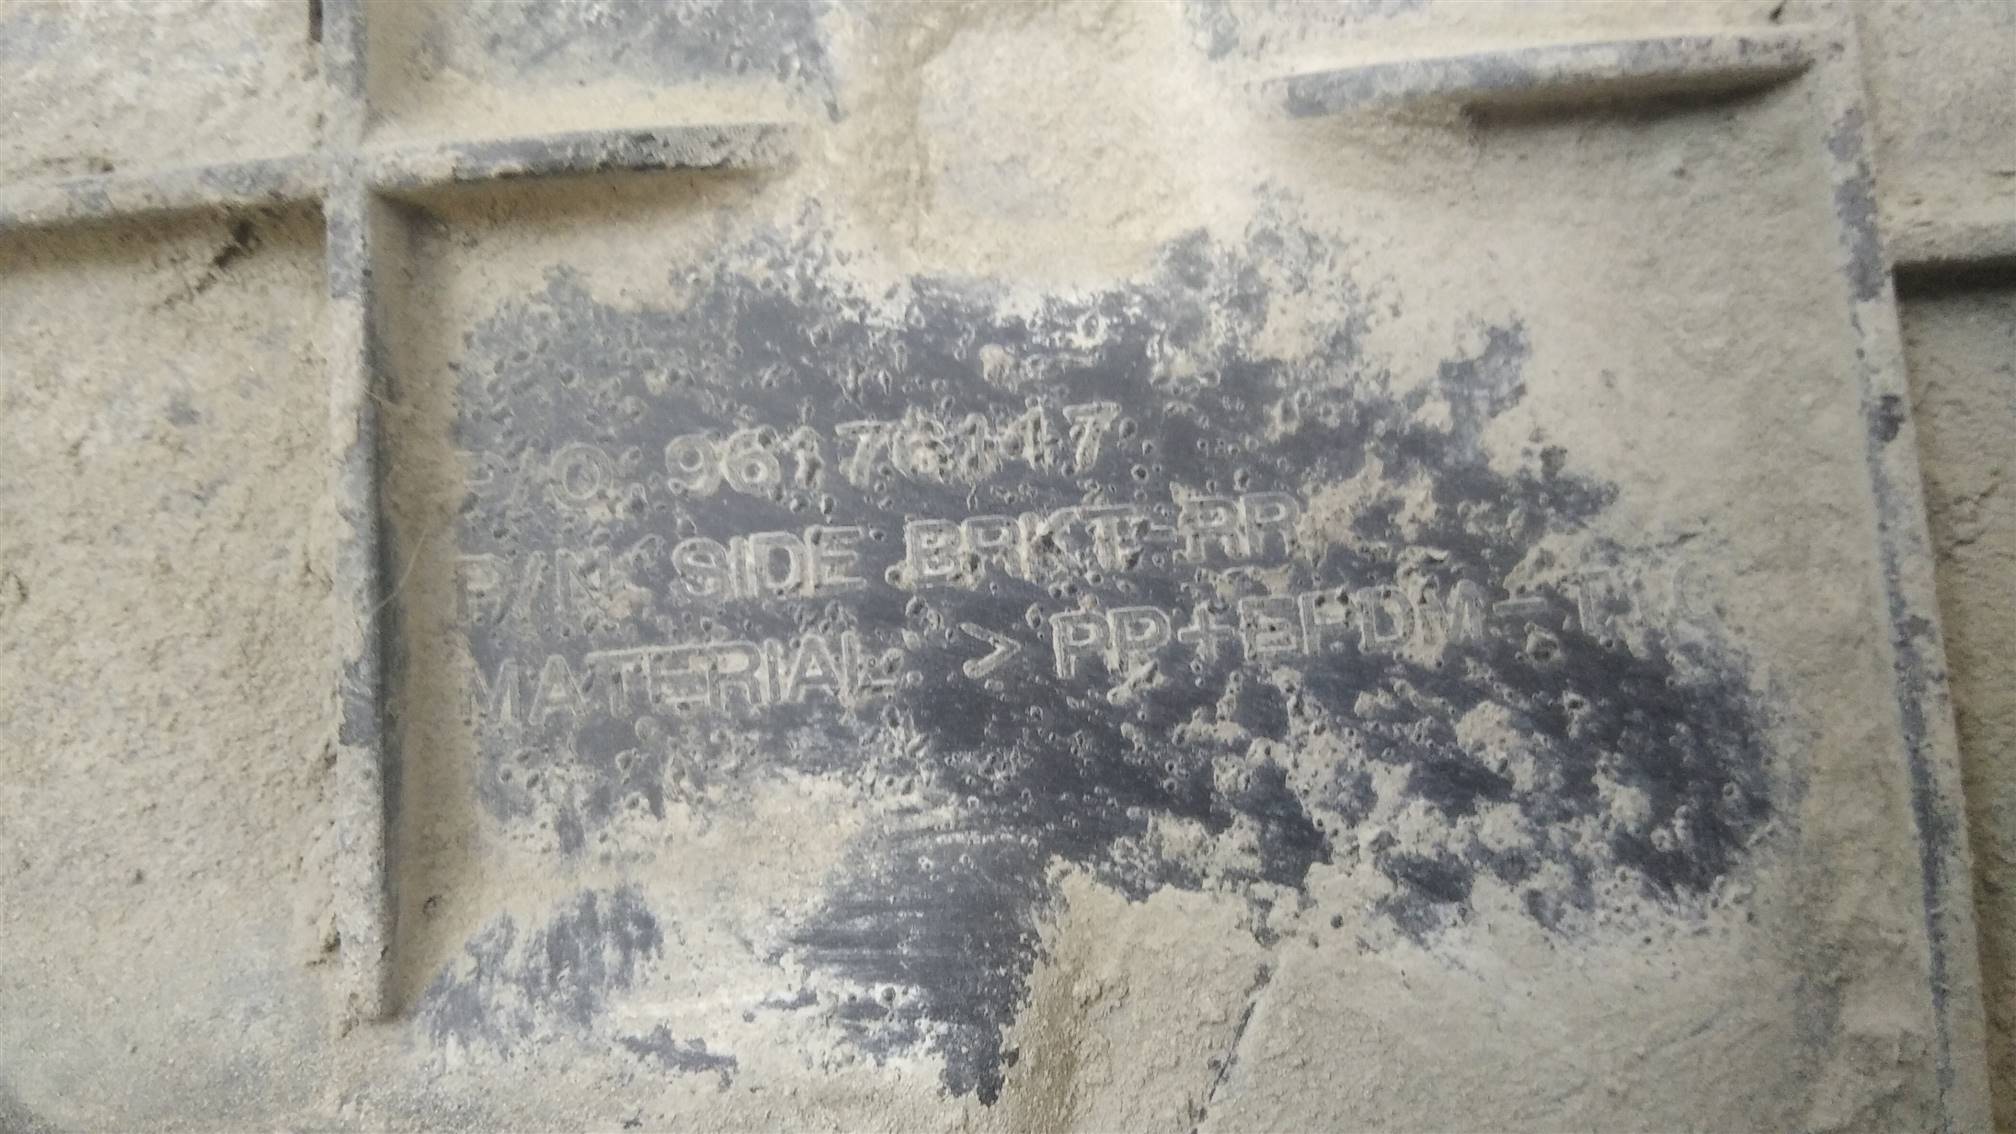 P/O 96176147
P/N SIDE BRKT-RR
MATERIAL > PP+EPDM-T